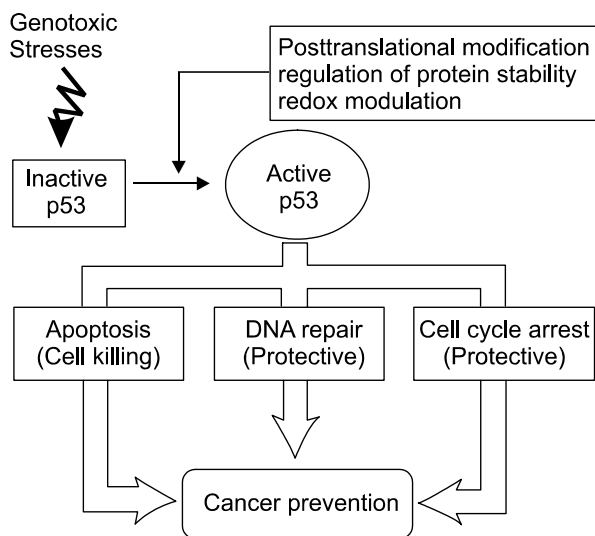 Genotoxic
Stresses
Posttranslational modification
regulation of protein stability
redox modulation
Inactive
p53
Active
p53
Apoptosis
(Cell killing)
DNA repair
(Protective)
Cell cycle arrest
(Protective)
Cancer prevention